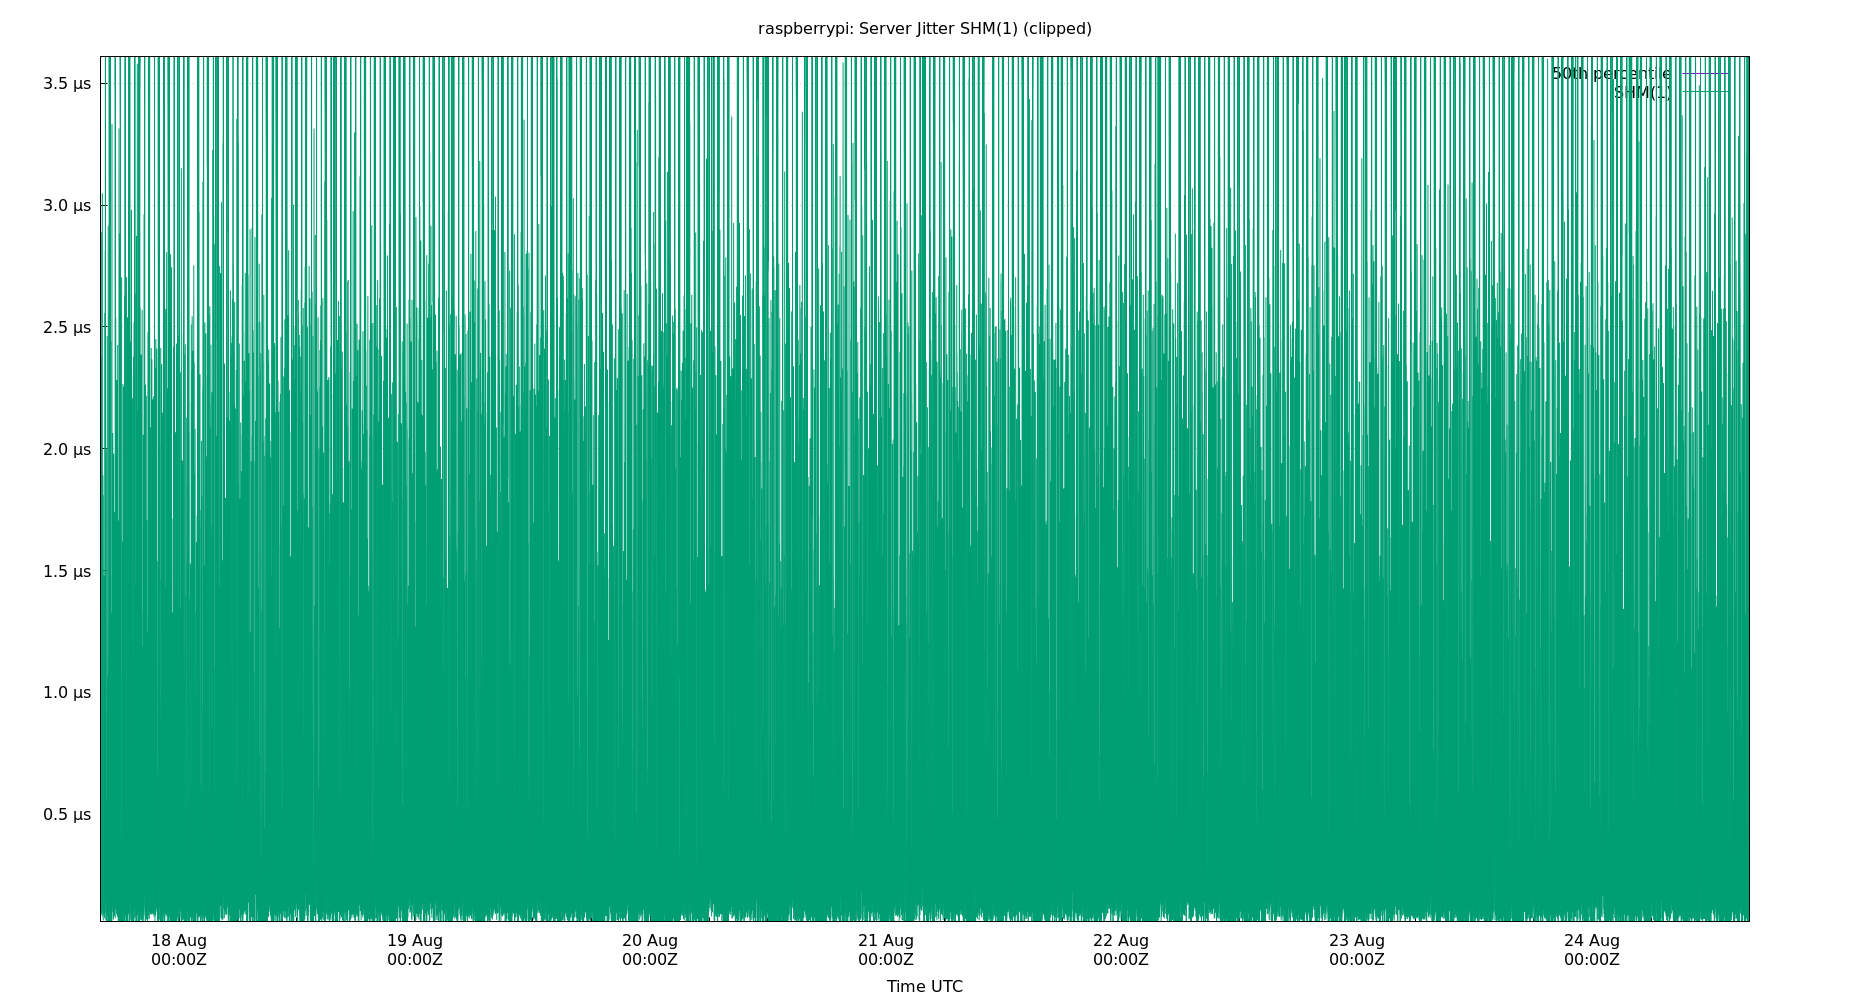 raspberrypi: Server Jitter SHM(1) (clipped)
50th percentile
SHM(1)
3.5 µs
3.0 µs
2.5 µs
2.0 µs
1.5 µs
1.0 µs
0.5 µs
18 Aug 19 Aug 20 Aug 21 Aug 22 Aug 23 Aug 24 Aug
00:00Z 00:00Z 00:00Z 00:00Z 00:00Z 00:00Z 00:00Z
Time UTC